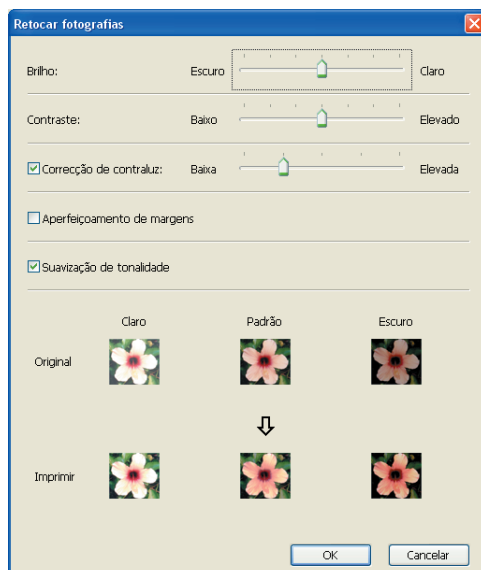 Retocar fotografias
Brilho: Escuro Claro
Contraste: Baixo Elevado
Correcção de contraluz: Baixa Elevada
Aperfeiçoamento de margens
Suavização de tonalidade
Claro Padrão Escuro
Original
Imprimir
OK Cancelar